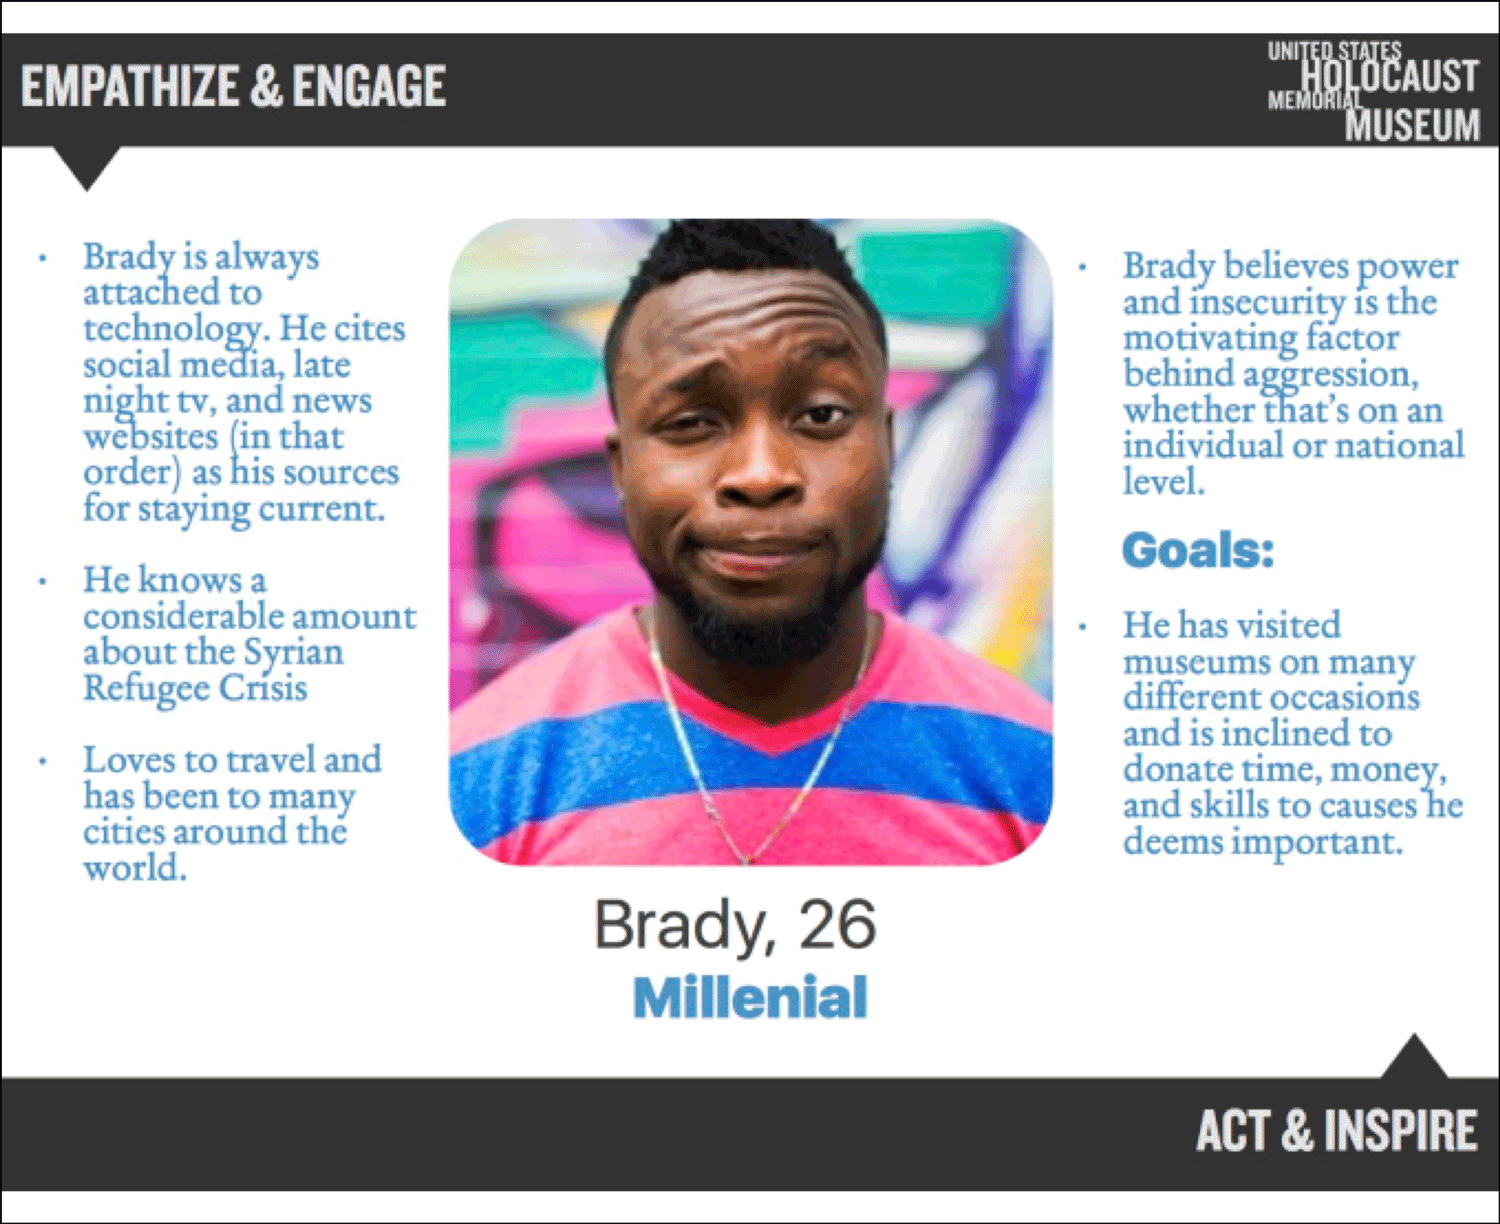 EMPATHIZE & ENGAGE
UNITED STATES
HOLOCAUST
MEMORIAL
MUSEUM
• Brady is always
attached to
technology. He cites
social media, late
night tv, and news
websites (in that
order) as his sources
for staying current.
• He knows a
considerable amount
about the Syrian
Refugee Crisis
• Loves to travel and
has been to many
cities around the
world.
Brady, 26
Millenial
• Brady believes power
and insecurity is the
motivating factor
behind aggression,
whether that's on an
individual or national
level.
Goals:
• He has visited
museums on many
different occasions
and is inclined to
donate time, money,
and skills to causes he
deems important.
ACT & INSPIRE